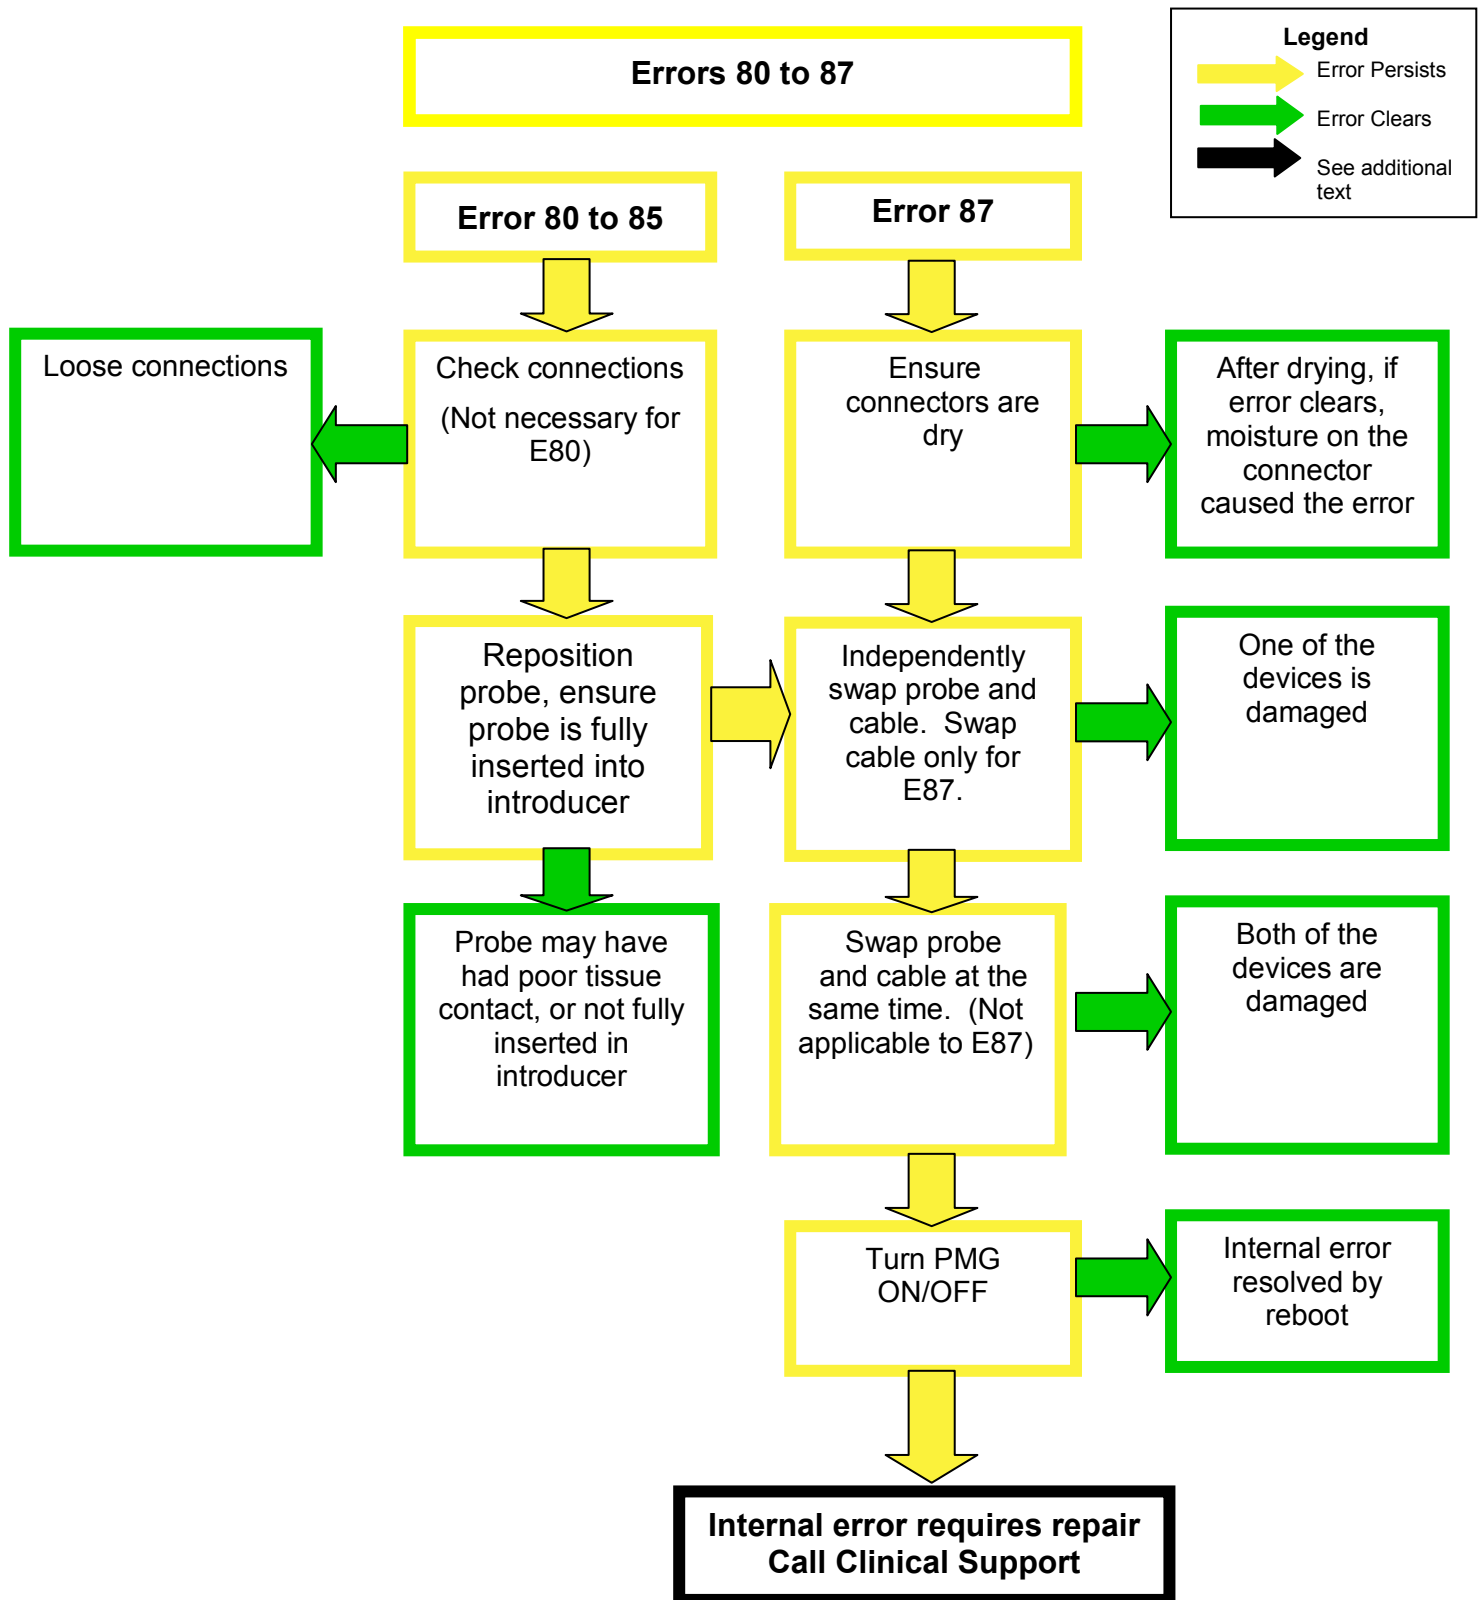 Errors 80 to 87
Legend
Error Persists
Error Clears
See additional
text
Error 80 to 85
Error 87
Loose connections
Check connections
(Not necessary for
E80)
Ensure
connectors are
dry
After drying, if
error clears,
moisture on the
connector
caused the error
Reposition
probe, ensure
probe is fully
inserted into
introducer
Independently
swap probe and
cable.  Swap
cable only for
E87.
One of the
devices is
damaged
Probe may have
had poor tissue
contact, or not fully
inserted in
introducer
Swap probe
and cable at the
same time.  (Not
applicable to E87)
Both of the
devices are
damaged
Turn PMG
ON/OFF
Internal error
resolved by
reboot
Internal error requires repair
Call Clinical Support